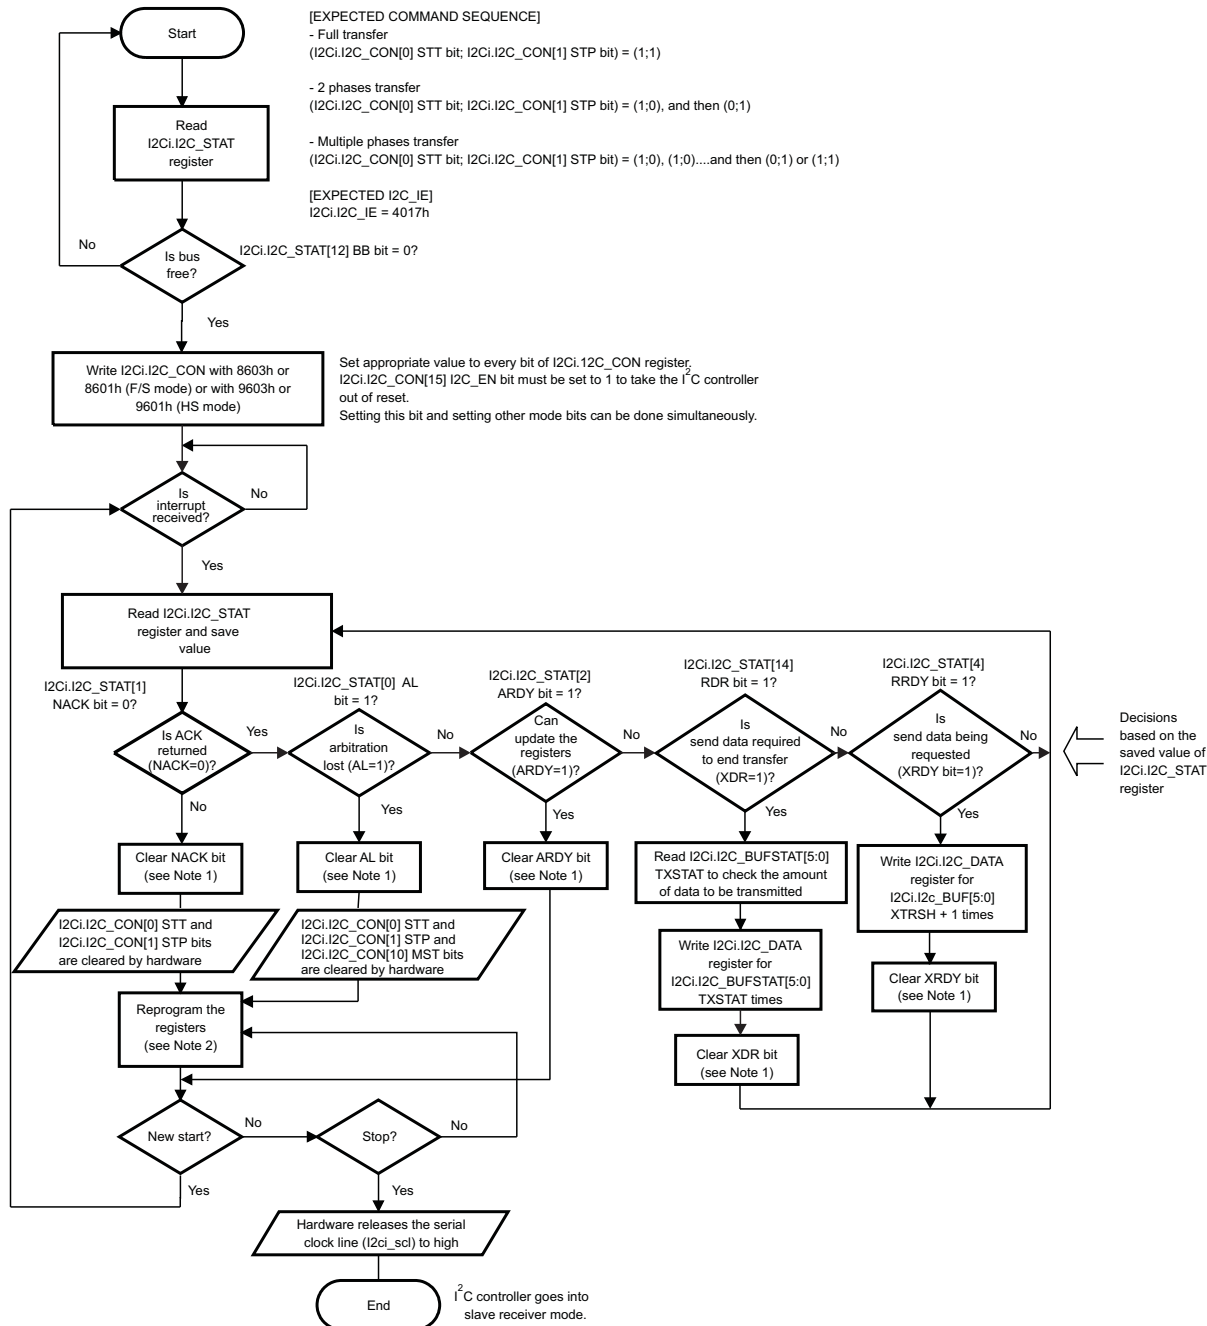 Start
[EXPECTED COMMAND SEQUENCE]
- Full transfer
(I2Ci.I2C_CON[0] STT bit; I2Ci.I2C_CON[1] STP bit) = (1;1)
- 2 phases transfer
(I2Ci.I2C_CON[0] STT bit; I2Ci.I2C_CON[1] STP bit) = (1;0), and then (0;1)
- Multiple phases transfer
(I2Ci.I2C_CON[0] STT bit; I2Ci.I2C_CON[1] STP bit) = (1;0), (1;0)....and then (0;1) or (1;1)
[EXPECTED I2C_IE]
I2Ci.I2C_IE = 4017h
Read
I2Ci.I2C_STAT
register
No
Is bus
free?
I2Ci.I2C_STAT[12] BB bit = 0?
Yes
Write I2Ci.I2C_CON with 8603h or
8601h (F/S mode) or with 9603h or
9601h (HS mode)
Set appropriate value to every bit of I2Ci.12C_CON register.
I2Ci.I2C_CON[15] I2C_EN bit must be set to 1 to take the I2C controller
out of reset.
Setting this bit and setting other mode bits can be done simultaneously.
Is
interrupt
received?
No
Yes
Read I2Ci.I2C_STAT
register and save
value
I2Ci.I2C_STAT[1]
NACK bit = 0?
Is ACK
returned
(NACK=0)?
Yes
No
I2Ci.I2C_STAT[0] AL
bit = 1?
Is
arbitration
lost (AL=1)?
No
Yes
I2Ci.I2C_STAT[2]
ARDY bit = 1?
Can
update the
registers
(ARDY=1)?
No
Yes
I2Ci.I2C_STAT[14]
RDR bit = 1?
Is
send data required
to end transfer
(XDR=1)?
No
Yes
I2Ci.I2C_STAT[4]
RRDY bit = 1?
Is
send data being
requested
(XRDY bit=1)?
No
Yes
Decisions
based on the
saved value of
I2Ci.I2C_STAT
register
Clear NACK bit
(see Note 1)
Clear AL bit
(see Note 1)
Clear ARDY bit
(see Note 1)
Read I2Ci.I2C_BUFSTAT[5:0]
TXSTAT to check the amount
of data to be transmitted
Write I2Ci.I2C_DATA
register for
I2Ci.I2c_BUF[5:0]
XTRSH + 1 times
I2Ci.I2C_CON[0] STT and
I2Ci.I2C_CON[1] STP bits
are cleared by hardware
I2Ci.I2C_CON[0] STT and
I2Ci.I2C_CON[1] STP and
I2Ci.I2C_CON[10] MST bits
are cleared by hardware
Write I2Ci.I2C_DATA
register for
I2Ci.I2C_BUFSTAT[5:0]
TXSTAT times
Clear XRDY bit
(see Note 1)
Reprogram the
registers
(see Note 2)
Clear XDR bit
(see Note 1)
New start?
No
Yes
Stop?
No
Yes
Hardware releases the serial
clock line (I2ci_scl) to high
End
I2C controller goes into
slave receiver mode.